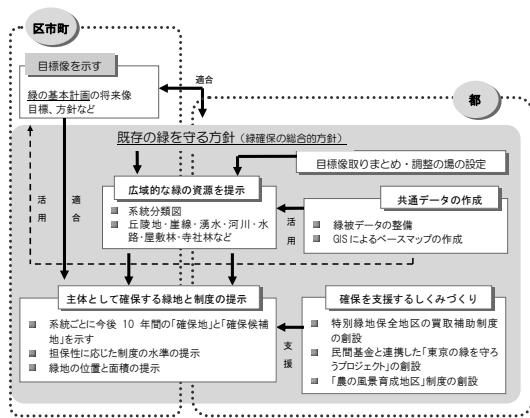 区市町
目標像を示す
緑の基本計画の将来像
目標、方針など
適合
都
既存の緑を守る方針（緑確保の総合的方針）
目標像取りまとめ・調整の場の設定
広域的な緑の資源を提示
系統分類図
丘陵地・崖線・湧水・河川・水
路・屋敷林・寺社林など
共通データの作成
緑被データの整備
GISによるベースマップの作成
活用
活用
適合
主体として確保する緑地と制度の提示
系統ごとに今後 10 年間の「確保地」と「確保候補
地」を示す
担保性に応じた制度の水準の提示
緑地の位置と面積の提示
支援
確保を支援するしくみづくり
特別緑地保全地区の買取補助制度
の創設
民間基金と連携した「東京の緑を守ろ
うプロジェクト」の創設
「農の風景育成地区」制度の創設